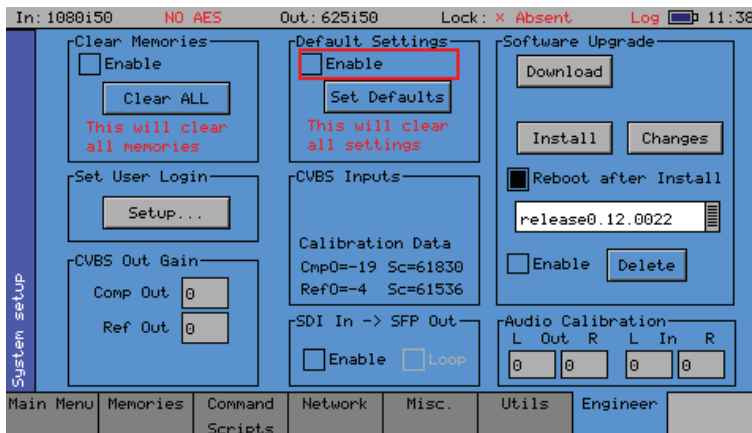 In:1080i50 NO AES Out:625i50 Lock: × Absent Log 11:38
Clear Memories
Enable
Clear ALL
This will clear
all memories
Default Settings
Enable
Set Defaults
This will clear
all settings
Software Upgrade
Download
Install Changes
Reboot after Install
release0.12.0022
Enable Delete
Set User Login
Setup...
CVBS Inputs
Calibration Data
CmpO=-19 Sc=61830
RefO=-4 Sc=61536
CVBS Out Gain
Comp Out 0
Ref Out 0
SDI In -> SFP Out
Enable Loop
Audio Calibration
L Out R L In R
0 0 0 0
System setup
Main Menu Memories Command Scripts Network Misc. Utils Engineer